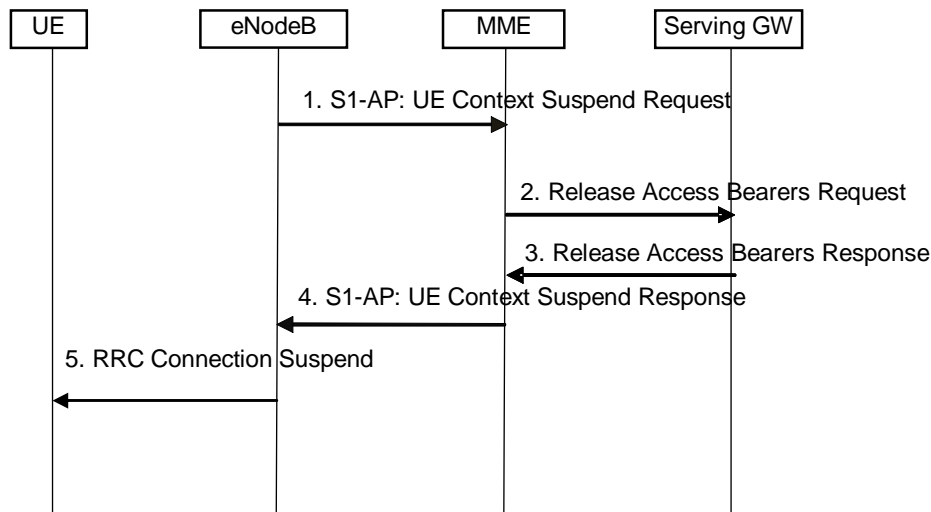 UE
eNodeB
MME
Serving GW
1. S1-AP: UE Context Suspend Request
2. Release Access Bearers Request
3. Release Access Bearers Response
4. S1-AP: UE Context Suspend Response
5. RRC Connection Suspend